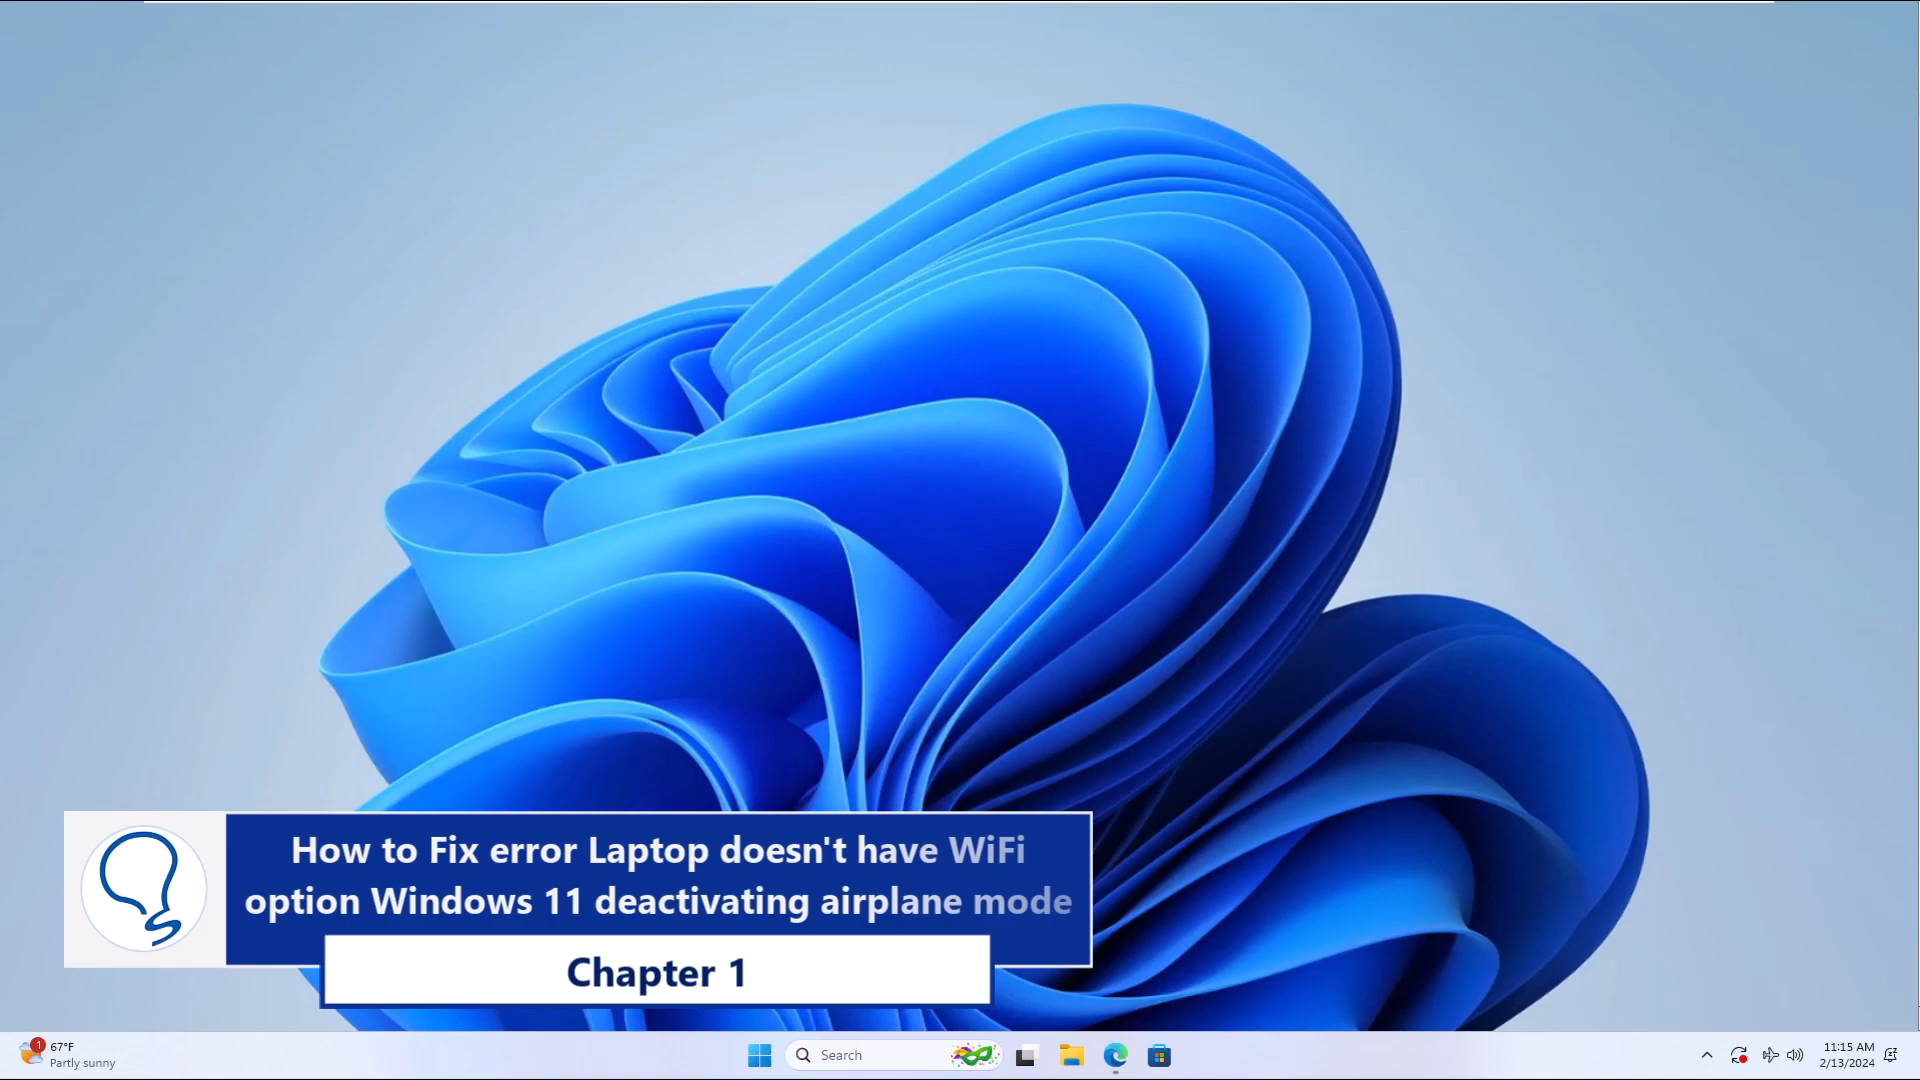 How to Fix error Laptop doesn't have WiFi
option Windows 11 deactivating airplane mode
Chapter 1
1
67°F
Partly sunny
Search
11:15 AM
2/13/2024